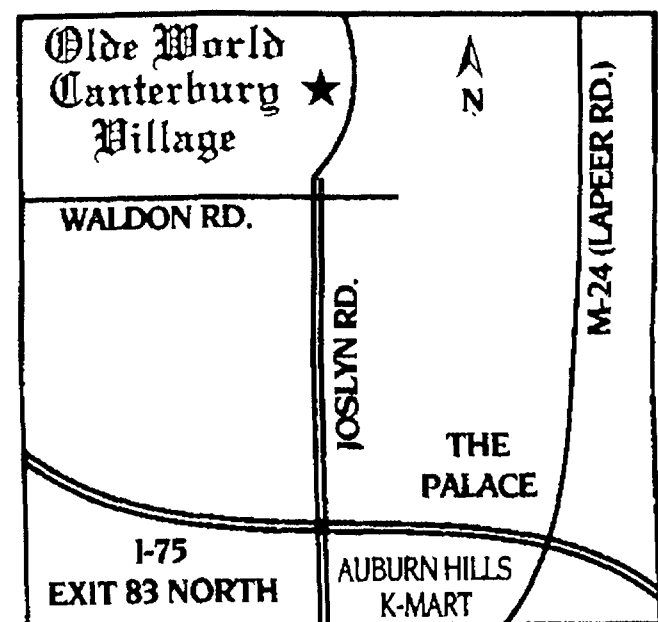 Olde World
Canterbury
Village
N
M-24 (LAPEER RD.)
WALDON RD.
JOSLYN RD.
THE
PALACE
I-75
EXIT 83 NORTH
AUBURN HILLS
K-MART